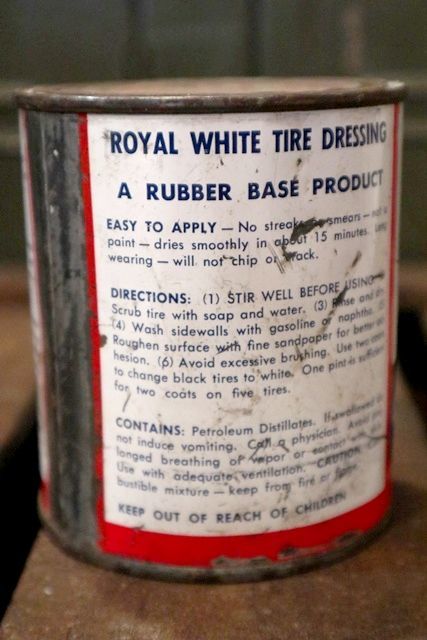 ROYAL WHITE TIRE DRESSING
A RUBBER BASE PRODUCT
EASY TO APPLY — No streaks smears — not
paint — dries smoothly in about 15 minutes. Long
wearing — will not chip or crack.
DIRECTIONS: (1) STIR WELL BEFORE USING
Scrub tire with soap and water. (3) Rinse and
(4) Wash sidewalls with gasoline or naphtha.
Roughen surface with fine sandpaper for better
hesion. (6) Avoid excessive brushing. Use two
to change black tires to white. One pint is sufficient
for two coats on five tires.
CONTAINS: Petroleum Distillates. If swallowed
not induce vomiting. Call a physician. Avoid
longed breathing of vapor or contact
Use with adequate ventilation. CAUTION
bustible mixture — keep from fire or flame.
KEEP OUT OF REACH OF CHILDREN